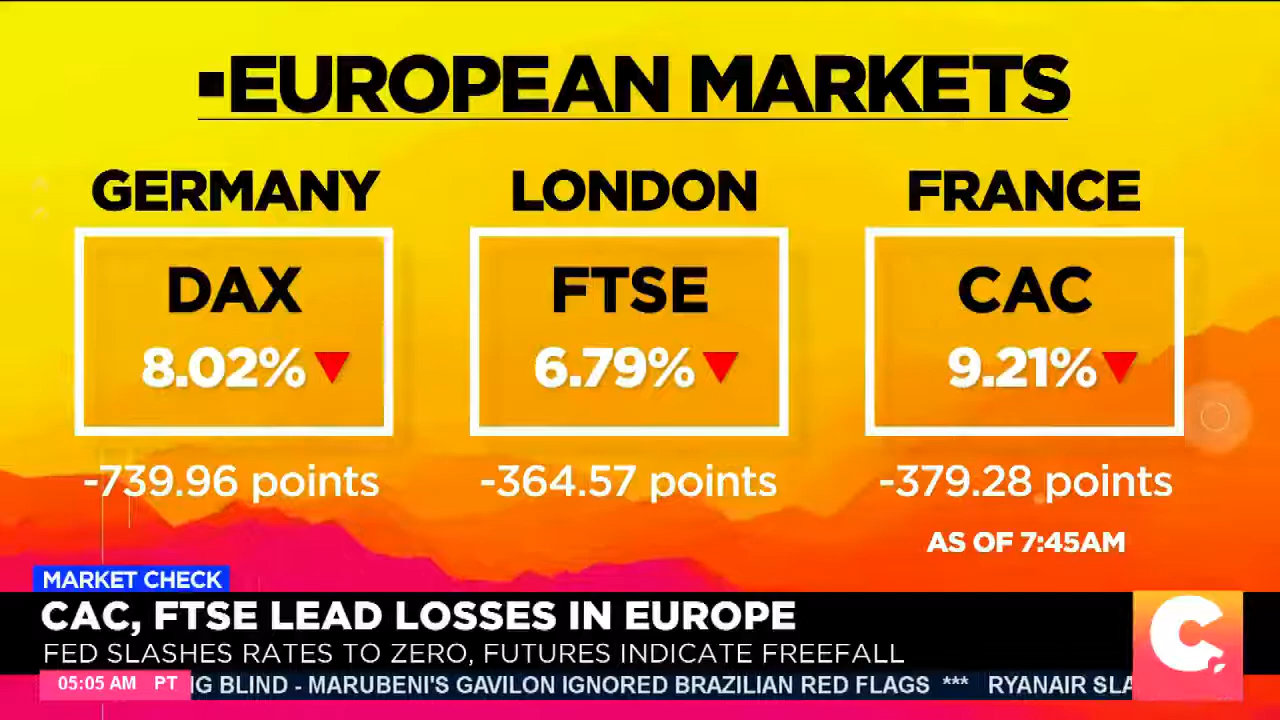 ▪EUROPEAN MARKETS
GERMANY
DAX
8.02%▼
-739.96 points
LONDON
FTSE
6.79%▼
-364.57 points
FRANCE
CAC
9.21%▼
-379.28 points
AS OF 7:45AM
MARKET CHECK
CAC, FTSE LEAD LOSSES IN EUROPE
FED SLASHES RATES TO ZERO, FUTURES INDICATE FREEFALL
05:05 AM PT
IG BLIND - MARUBENI'S GAVILON IGNORED BRAZILIAN RED FLAGS *** RYANAIR SLA